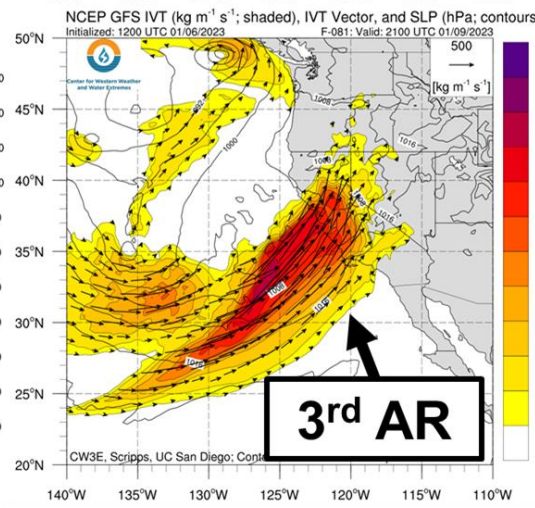 NCEP GFS IVT (kg m⁻¹ s⁻¹; shaded), IVT Vector, and SLP (hPa; contours
Initialized: 1200 UTC 01/06/2023 F-081: Valid: 2100 UTC 01/09/2023
50°N
45°N
40°N
35°N
30°N
25°N
20°N
Center for Western Weather
and Water Extremes
500
[kg m⁻¹ s⁻¹]
1008
1000
1016
1008
1016
1008
1016
3rd AR
CW3E, Scripps, UC San Diego; Conte
140°W 135°W 130°W 125°W 120°W 115°W 110°W